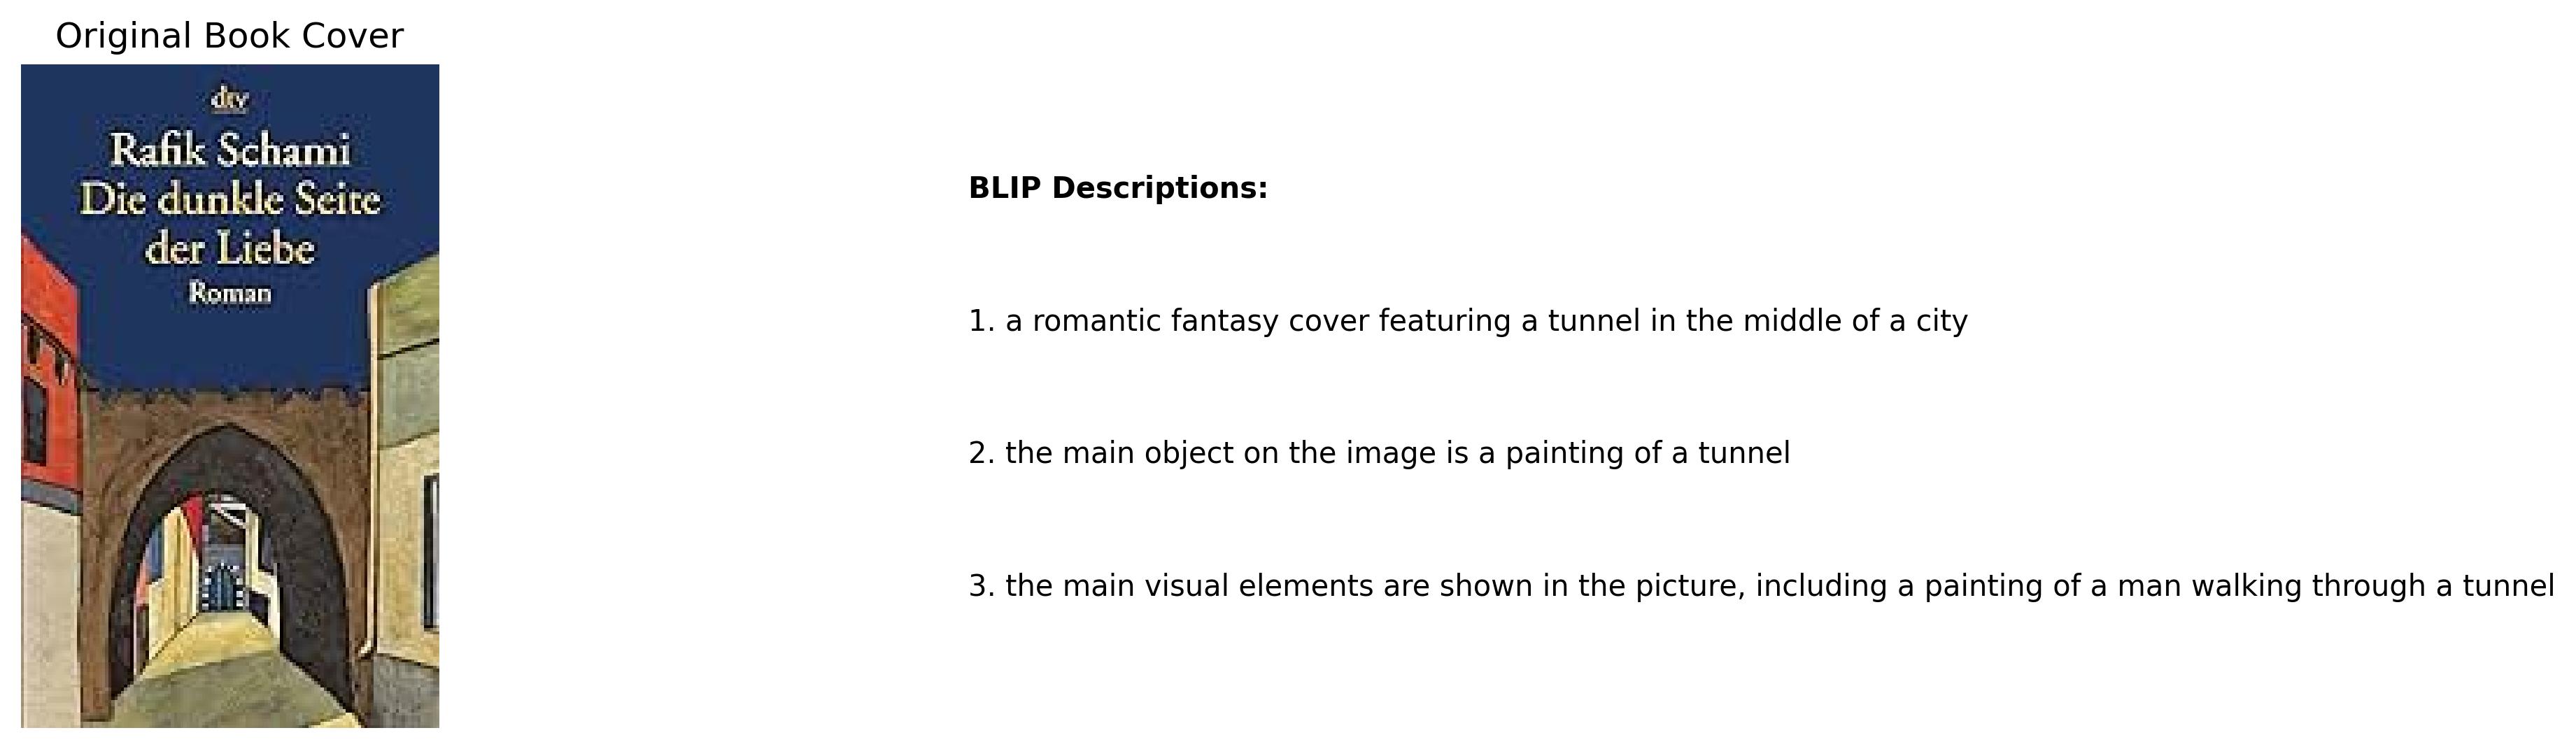 Original Book Cover
dtv
Rafik Schami
Die dunkle Seite
der Liebe
Roman
BLIP Descriptions:
1. a romantic fantasy cover featuring a tunnel in the middle of a city
2. the main object on the image is a painting of a tunnel
3. the main visual elements are shown in the picture, including a painting of a man walking through a tunnel